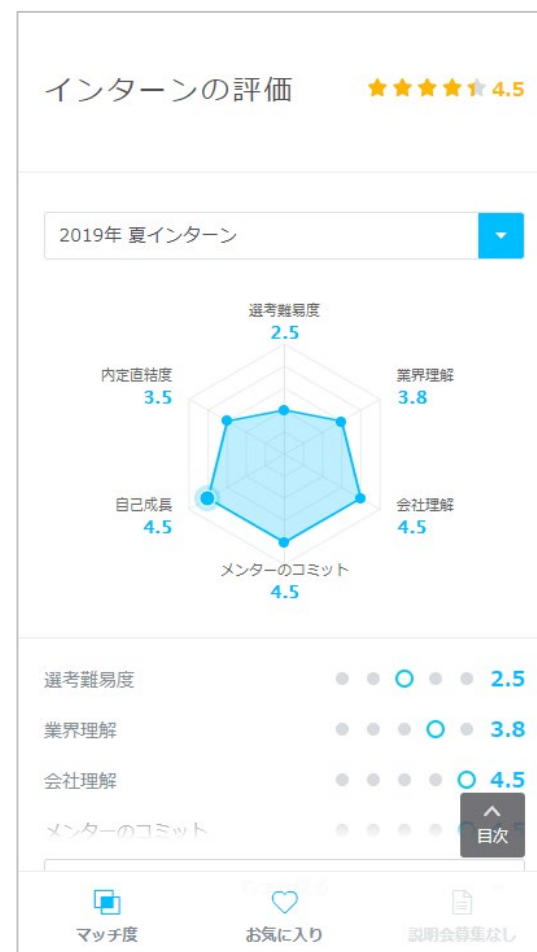 インターンの評価 4.5
2019年 夏インターン
選考難易度
2.5
内定直結度
3.5
業界理解
3.8
自己成長
4.5
会社理解
4.5
メンターのコミット
4.5
選考難易度 2.5
業界理解 3.8
会社理解 4.5
メンターのコミット
目次
マッチ度
お気に入り
説明会募集なし